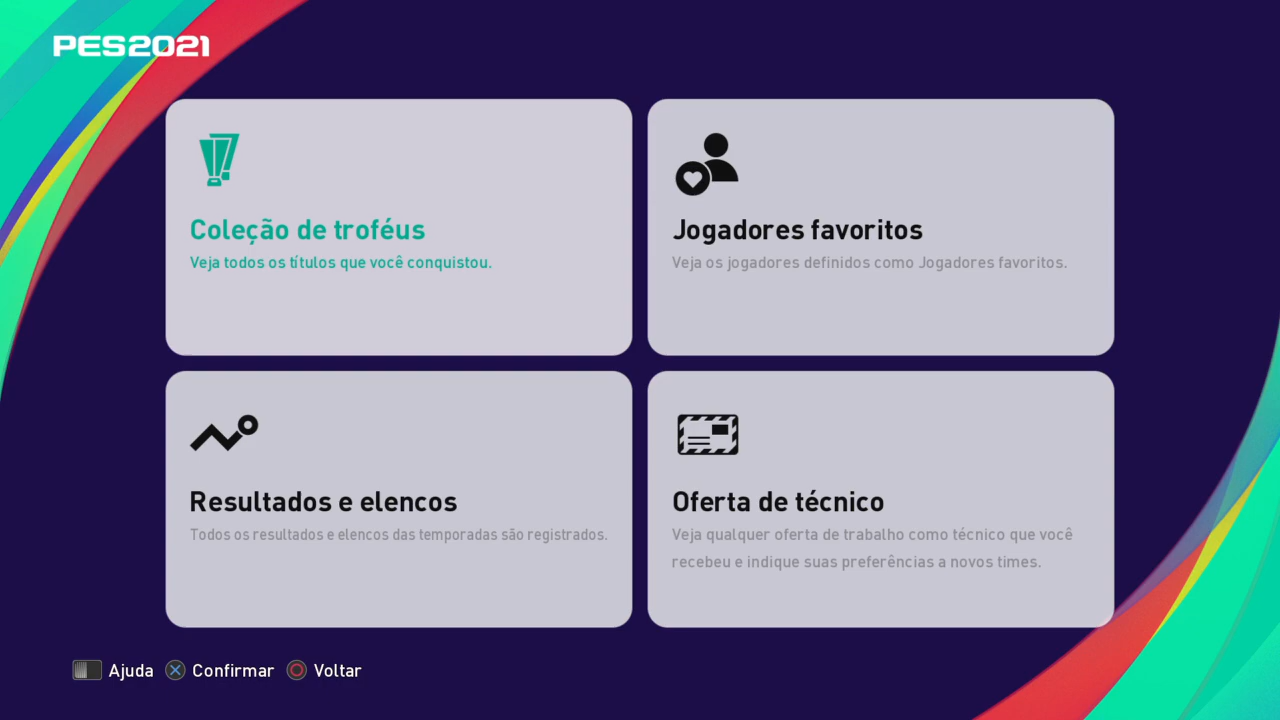 PES2021
Coleção de troféus
Veja todos os títulos que você conquistou.
Jogadores favoritos
Veja os jogadores definidos como Jogadores favoritos.
Resultados e elencos
Todos os resultados e elencos das temporadas são registrados.
Oferta de técnico
Veja qualquer oferta de trabalho como técnico que você
recebeu e indique suas preferências a novos times.
Ajuda Confirmar Voltar